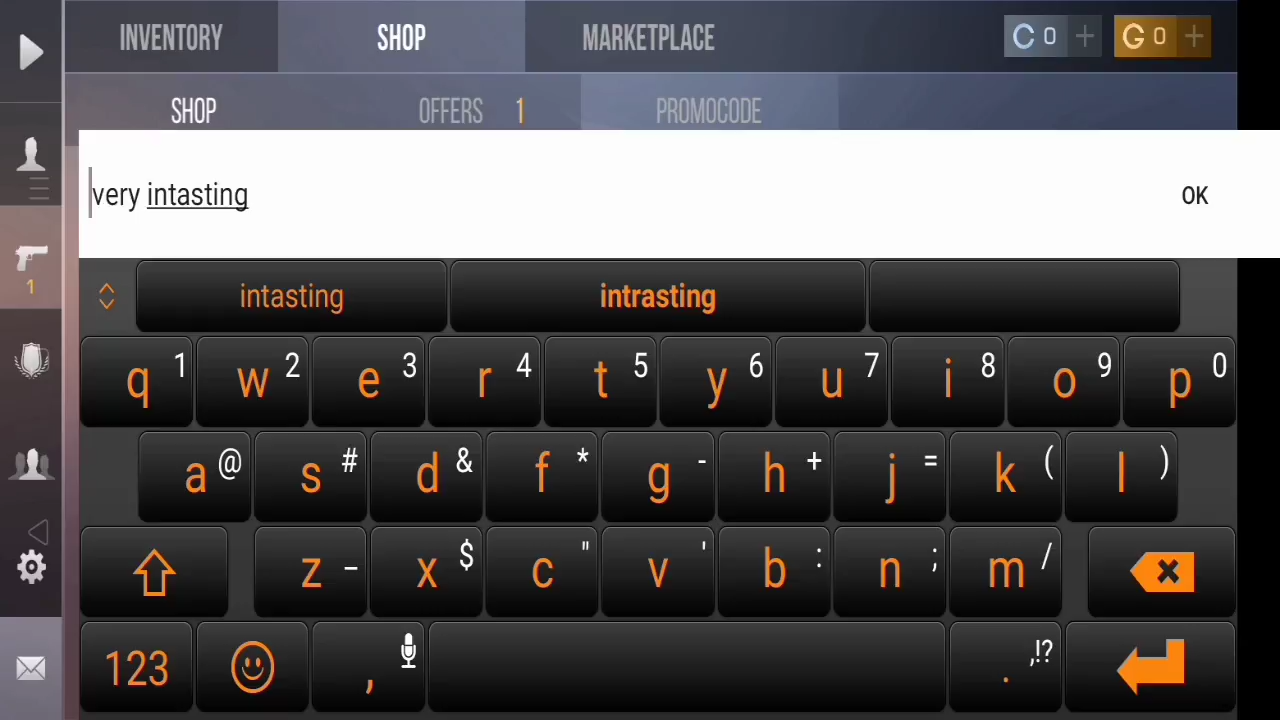 INVENTORY SHOP MARKETPLACE C 0 + G 0 +
SHOP OFFERS 1 PROMOCODE
very intasting OK
1
intasting intrasting
q 1 w 2 e 3 r 4 t 5 y 6 u 7 i 8 o 9 p 0
a @ s # d & f * g - h + j = k ( l )
z _ x $ c " v ' b : n ; m /
123 , . ,!?